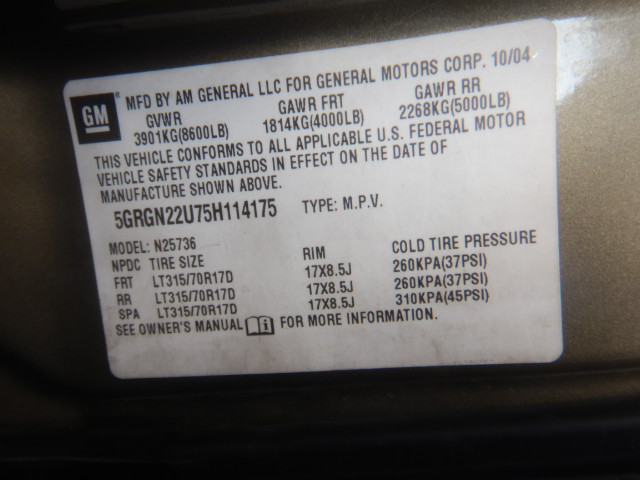 GM MFD BY AM GENERAL LLC FOR GENERAL MOTORS CORP. 10/04
GVWR GAWR FRT GAWR RR
3901KG(8600LB) 1814KG(4000LB) 2268KG(5000LB)
THIS VEHICLE CONFORMS TO ALL APPLICABLE U.S. FEDERAL MOTOR
VEHICLE SAFETY STANDARDS IN EFFECT ON THE DATE OF
MANUFACTURE SHOWN ABOVE.
5GRGN22U75H114175 TYPE: M.P.V.
MODEL: N25736
NPDC TIRE SIZE RIM COLD TIRE PRESSURE
FRT LT315/70R17D 17X8.5J 260KPA(37PSI)
RR LT315/70R17D 17X8.5J 260KPA(37PSI)
SPA LT315/70R17D 17X8.5J 310KPA(45PSI)
SEE OWNER'S MANUAL FOR MORE INFORMATION.